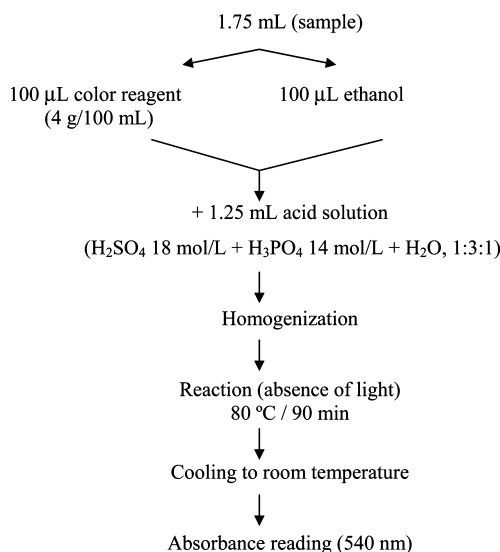 1.75 mL (sample)
100 μL color reagent
(4 g/100 mL)
100 μL ethanol
+ 1.25 mL acid solution
(H₂SO₄ 18 mol/L + H₃PO₄ 14 mol/L + H₂O, 1:3:1)
Homogenization
Reaction (absence of light)
80 ºC / 90 min
Cooling to room temperature
Absorbance reading (540 nm)